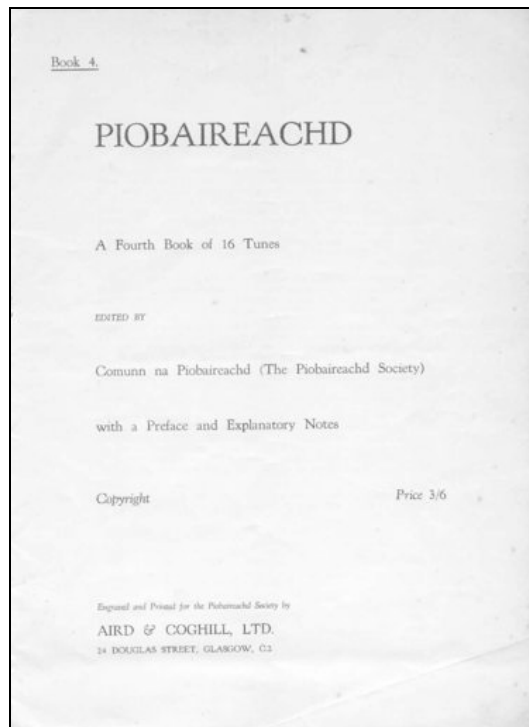 Book 4.
PIOBAIREACHD
A Fourth Book of 16 Tunes
EDITED BY
Comunn na Piobaireachd (The Piobaireachd Society)
with a Preface and Explanatory Notes
Copyright Price 3/6
Engraved and Printed for the Piobaireachd Society by
AIRD & COGHILL, LTD.
24 DOUGLAS STREET, GLASGOW, C.2.